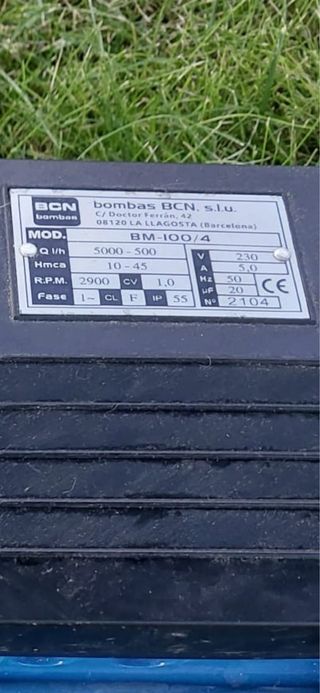 BCN bombas BCN. s.l.u.
bombas C/ Doctor Ferrán, 42
08120 LA LLAGOSTA (Barcelona)
MOD. BM-100/4
Q l/h 5000-500 V 230
Hmca 10-45 A 5,0
R.P.M. 2900 CV 1,0 Hz 50
Fase 1~ CL F IP 55 µF 20
Nº 2104 CE